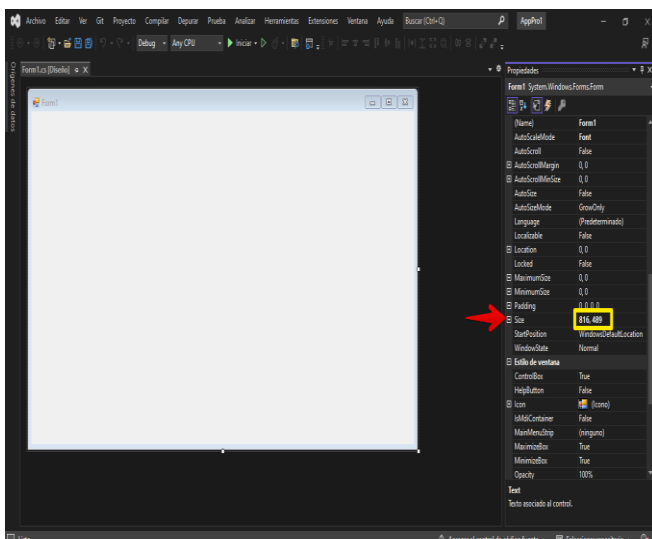 Archivo Editar Ver Git Proyecto Compilar Depurar Prueba Analizar Herramientas Extensiones Ventana Ayuda Buscar (Ctrl+Q) AppPro1
Debug Any CPU Iniciar
Orígenes de datos
Form1.cs [Diseño]
Form1
Propiedades
Form1 System.Windows.Forms.Form
(Name) Form1
AutoScaleMode Font
AutoScroll False
AutoScrollMargin 0, 0
AutoScrollMinSize 0, 0
AutoSize False
AutoSizeMode GrowOnly
Language (Predeterminado)
Localizable False
Location 0, 0
Locked False
MaximumSize 0, 0
MinimumSize 0, 0
Padding 0, 0, 0, 0
Size 816, 489
StartPosition WindowsDefaultLocation
WindowState Normal
Estilo de ventana
ControlBox True
HelpButton False
Icon (Icono)
IsMdiContainer False
MainMenuStrip (ninguno)
MaximizeBox True
MinimizeBox True
Opacity 100%
Text
Texto asociado al control.